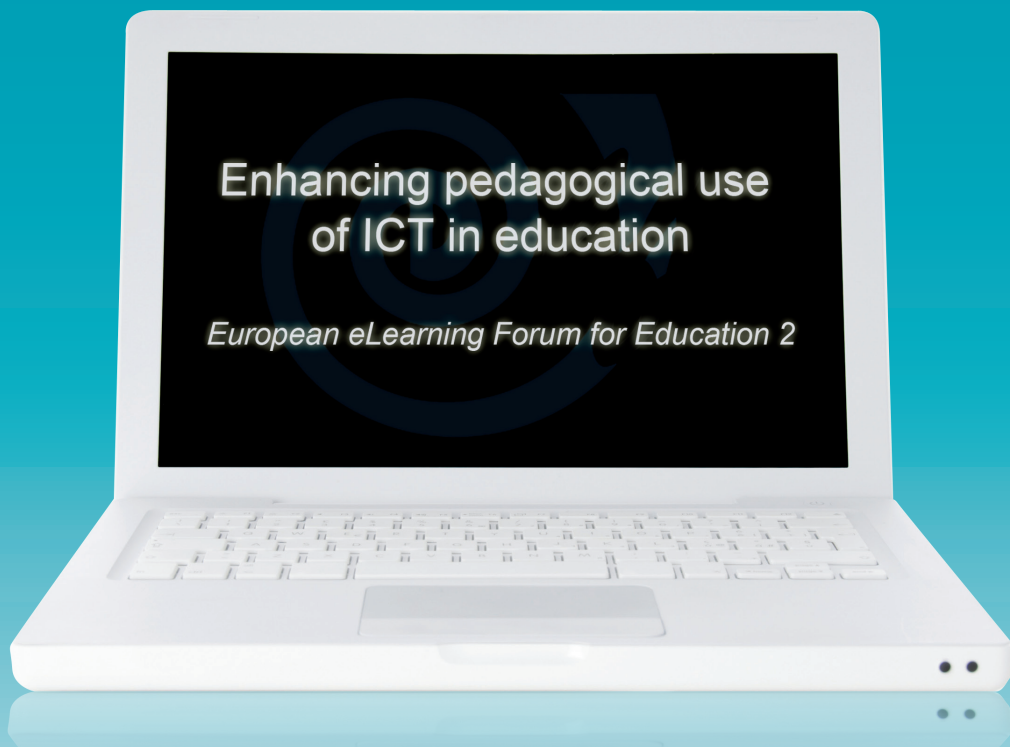 Enhancing pedagogical use
of ICT in education
European eLearning Forum for Education 2